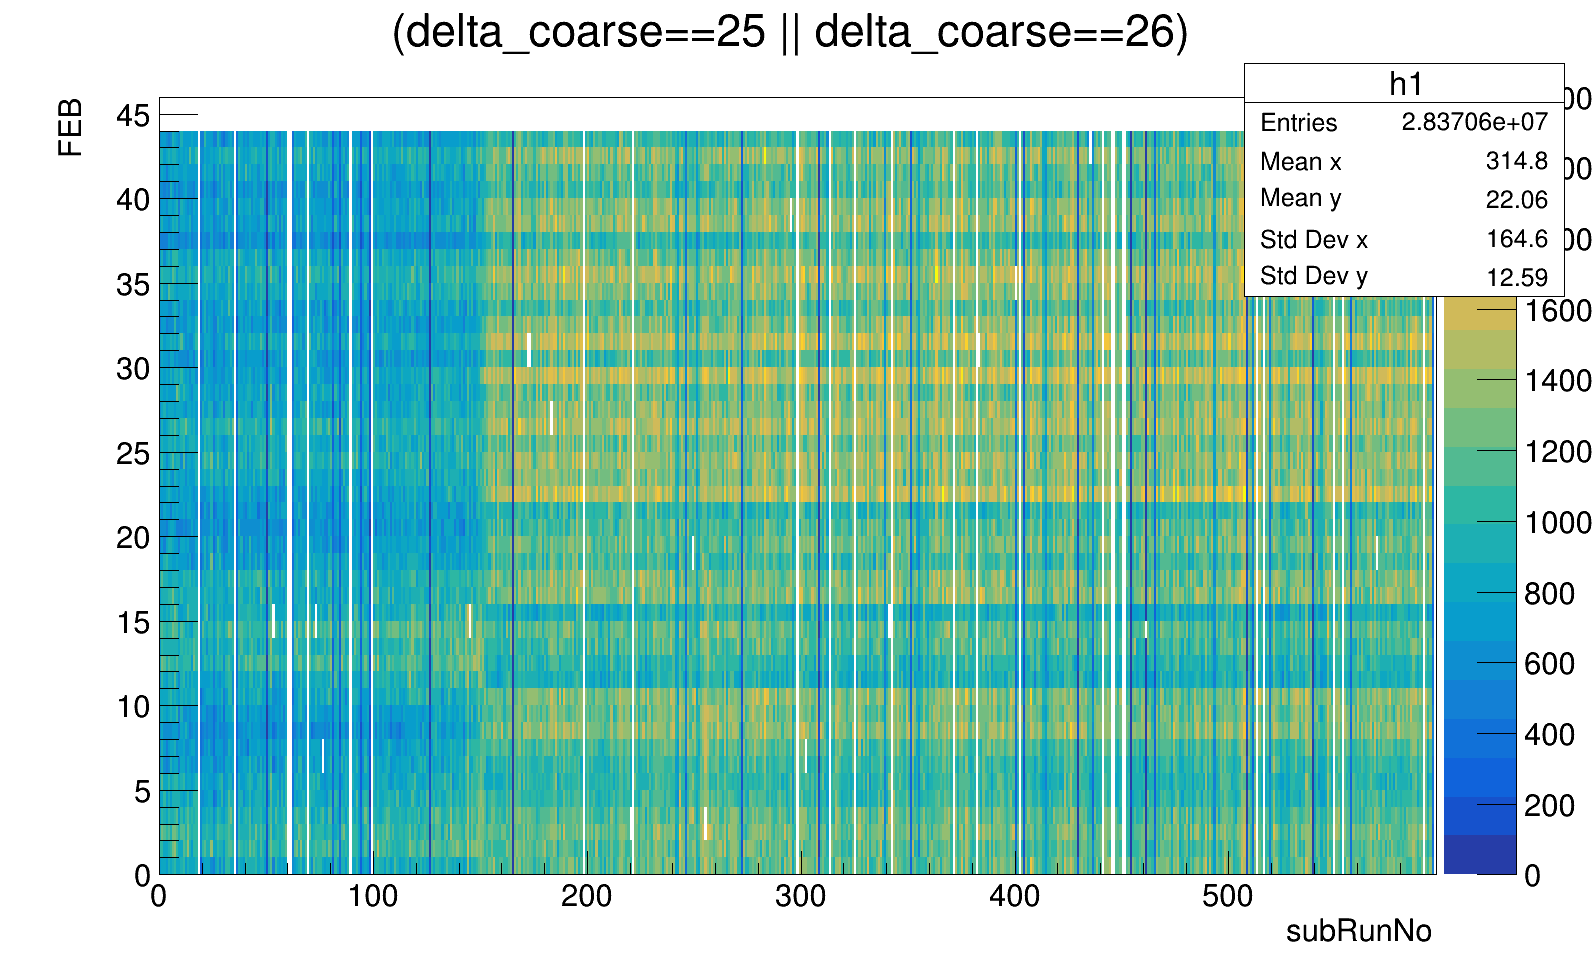 (delta_coarse==25 || delta_coarse==26)
FEB
h1
Entries 2.83706e+07
Mean x 314.8
Mean y 22.06
Std Dev x 164.6
Std Dev y 12.59
45
40
35
30
25
20
15
10
5
0
0 100 200 300 400 500
subRunNo
1600
1400
1200
1000
800
600
400
200
0